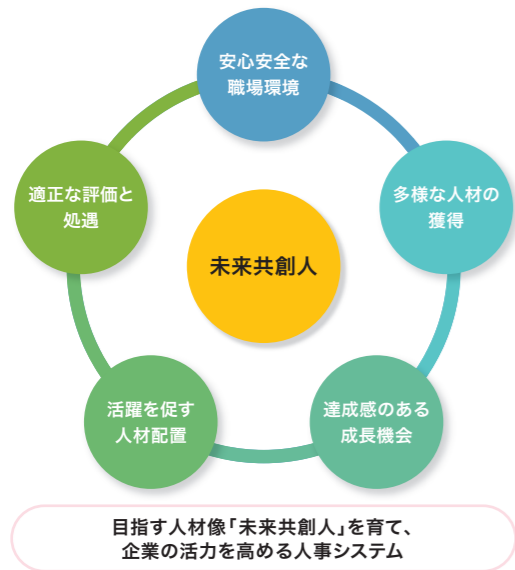 安心安全な
職場環境
多様な人材の
獲得
達成感のある
成長機会
活躍を促す
人材配置
適正な評価と
処遇
未来共創人
目指す人材像「未来共創人」を育て、
企業の活力を高める人事システム